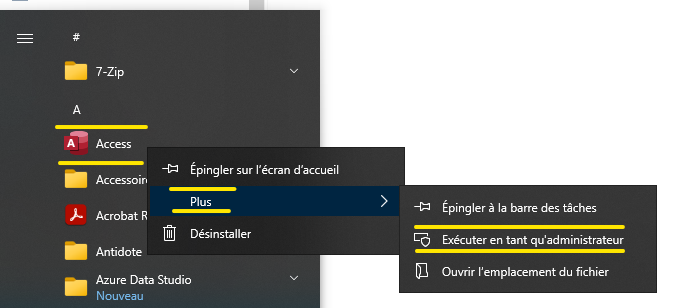 #
7-Zip
A
Access
Accessoire
Acrobat R
Antidote
Azure Data Studio
Nouveau
Épingler sur l'écran d'accueil
Plus
Désinstaller
Épingler à la barre des tâches
Exécuter en tant qu'administrateur
Ouvrir l'emplacement du fichier